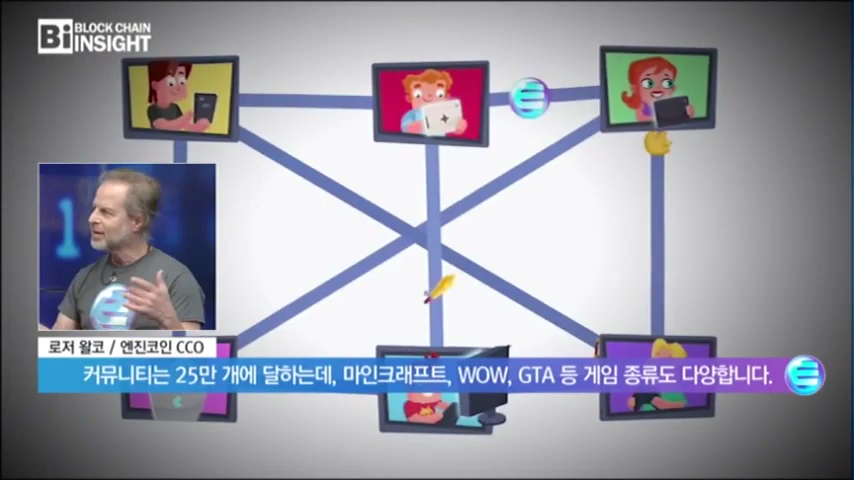 Bi BLOCK CHAIN
INSIGHT
로저 왈코 / 엔진코인 CCO
커뮤니티는 25만 개에 달하는데, 마인크래프트, WOW, GTA 등 게임 종류도 다양합니다.